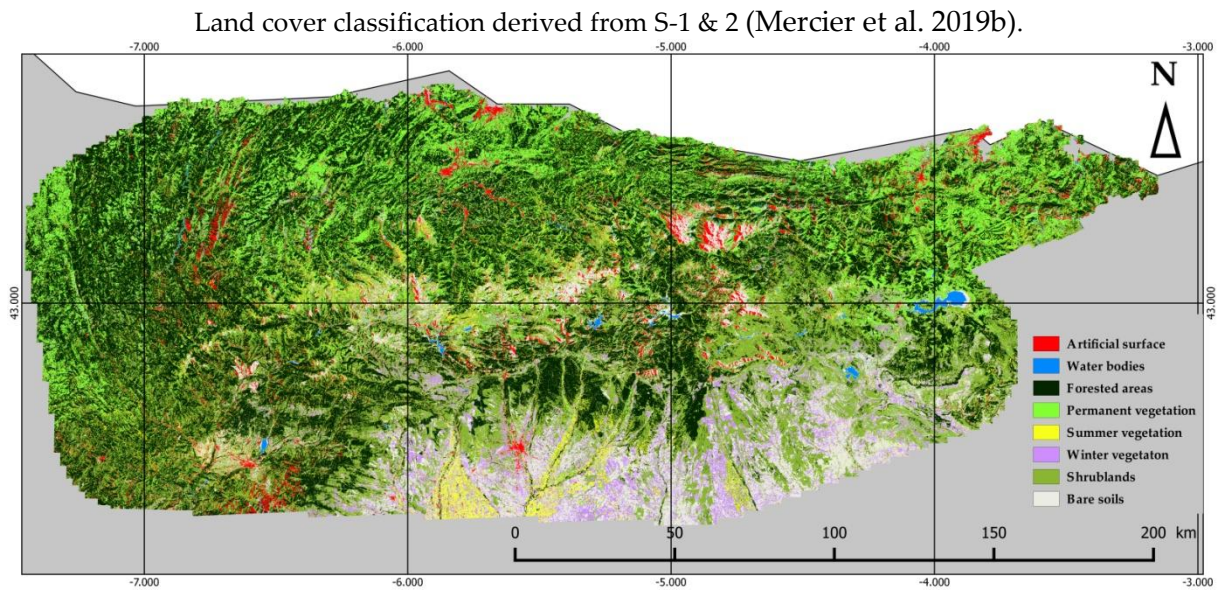 Land cover classification derived from S-1 & 2 (Mercier et al. 2019b).
-7.000 -6.000 -5.000 -4.000 -3.000
N
43.000 43.000
Artificial surface
Water bodies
Forested areas
Permanent vegetation
Summer vegetation
Winter vegetaton
Shrublands
Bare soils
0 50 100 150 200 km
-7.000 -6.000 -5.000 -4.000 -3.000